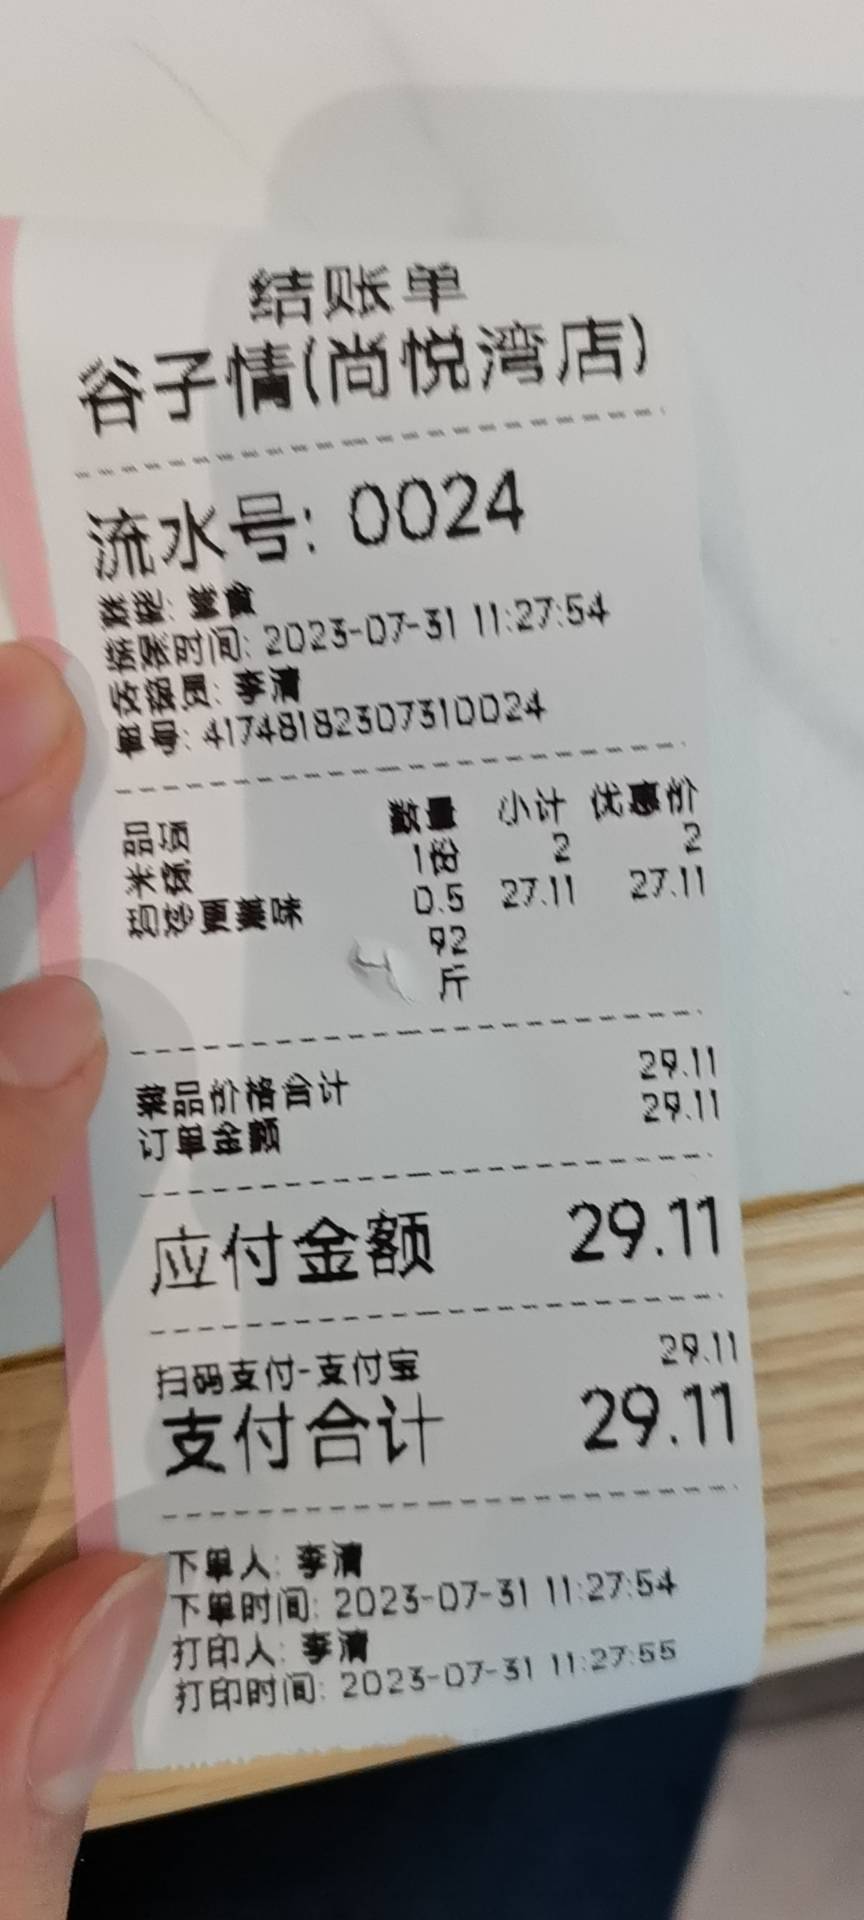 结账单
谷子情(尚悦湾店)
流水号: 0024
类型: 堂食
结账时间: 2023-07-31 11:27:54
收银员: 李清
单号: 41748182307310024
品项 数量 小计 优惠价
米饭 1份 2 2
现炒更美味 0.5 27.11 27.11
92
斤
菜品价格合计 29.11
订单金额 29.11
应付金额 29.11
扫码支付-支付宝 29.11
支付合计 29.11
下单人: 李清
下单时间: 2023-07-31 11:27:54
打印人: 李清
打印时间: 2023-07-31 11:27:55